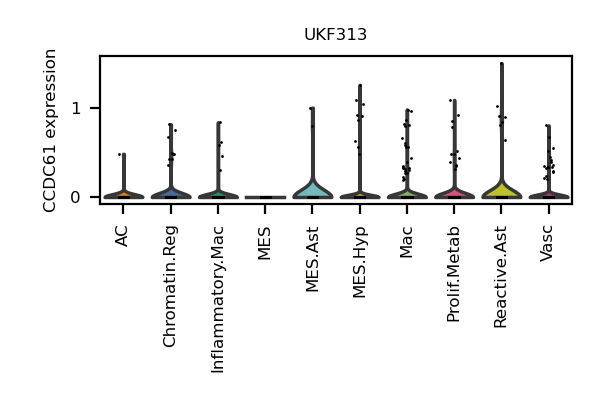 UKF313
CCDC61 expression
1
0
AC
Chromatin.Reg
Inflammatory.Mac
MES
MES.Ast
MES.Hyp
Mac
Prolif.Metab
Reactive.Ast
Vasc